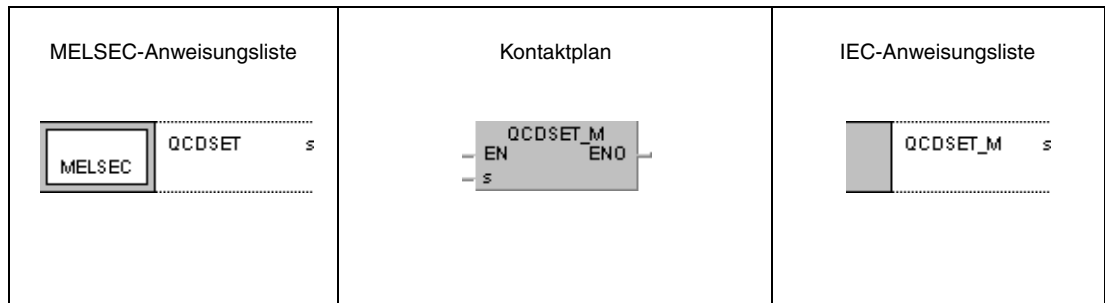 MELSEC-Anweisungsliste
MELSEC
QCDSET s
Kontaktplan
QCDSET_M
EN ENO
s
IEC-Anweisungsliste
QCDSET_M s